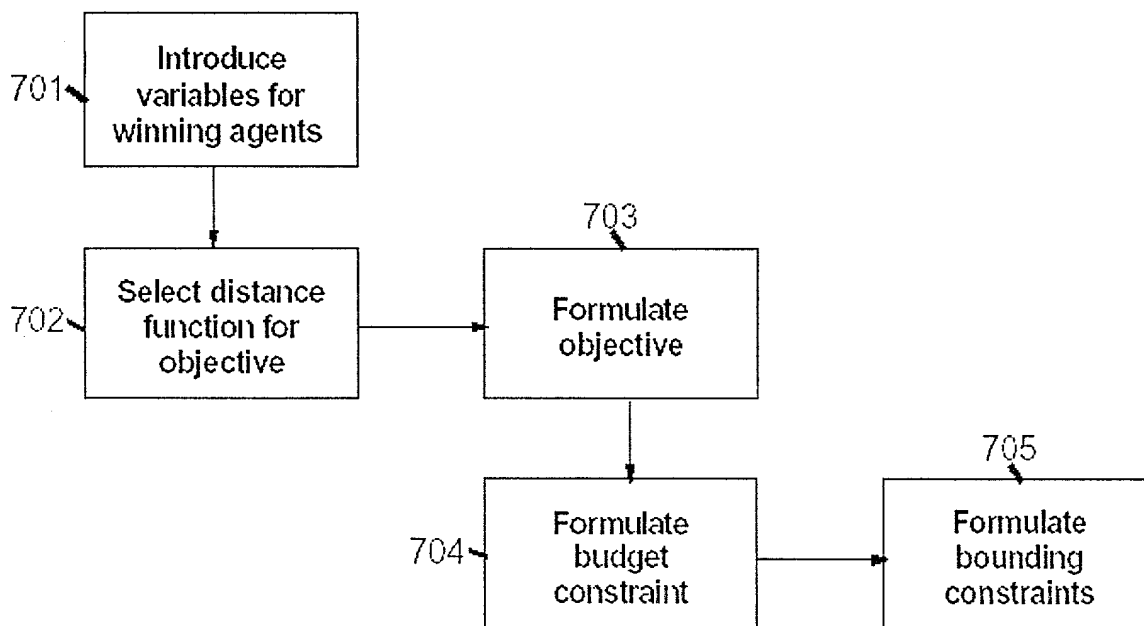 701
Introduce
variables for
winning agents
702
Select distance
function for
objective
703
Formulate
objective
704
Formulate
budget
constraint
705
Formulate
bounding
constraints